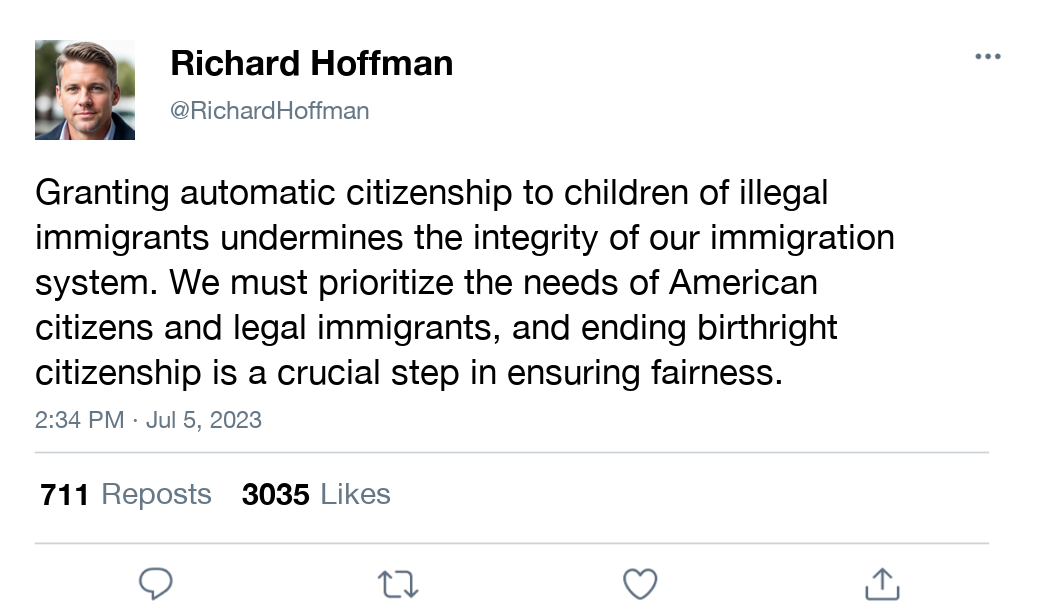 Richard Hoffman
@RichardHoffman
Granting automatic citizenship to children of illegal
immigrants undermines the integrity of our immigration
system. We must prioritize the needs of American
citizens and legal immigrants, and ending birthright
citizenship is a crucial step in ensuring fairness.
2:34 PM · Jul 5, 2023
711 Reposts 3035 Likes